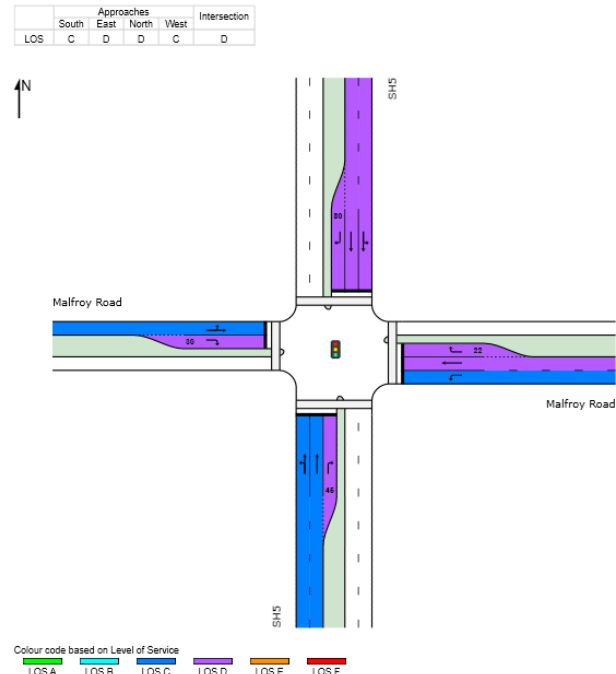 Approaches Intersection
South East North West
LOS C D D C D
N
SH5
80
Malfroy Road
30
22
Malfroy Road
46
SH5
Colour code based on Level of Service
LOS A LOS B LOS C LOS D LOS E LOS F